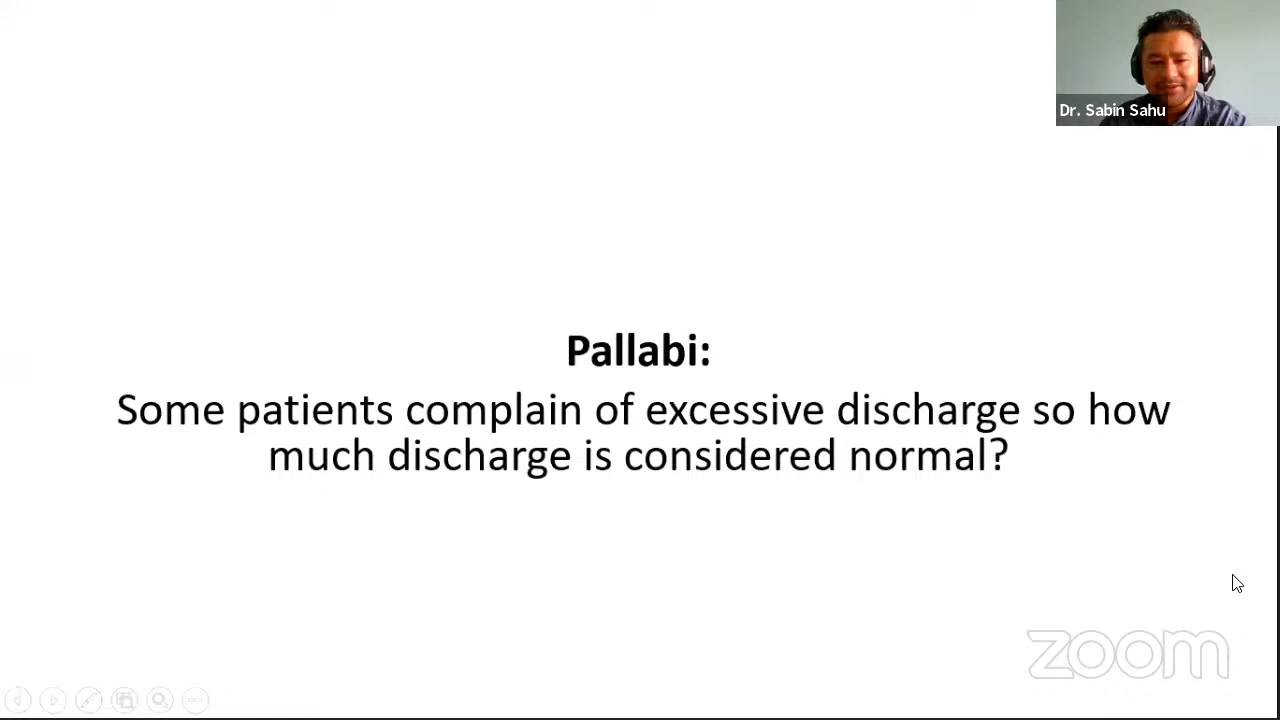 Dr. Sabin Sahu
Pallabi:
Some patients complain of excessive discharge so how
much discharge is considered normal?
zoom